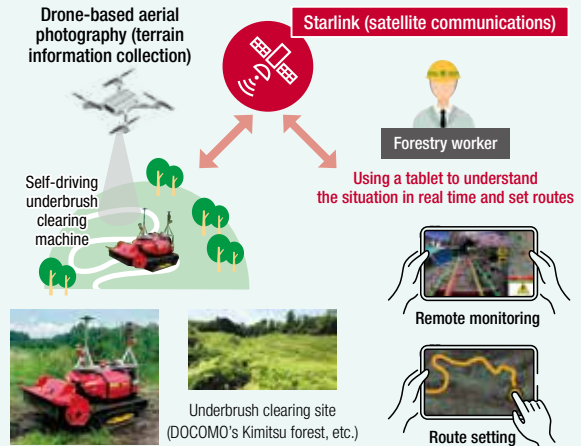 Drone-based aerial
photography (terrain
information collection)
Starlink (satellite communications)
Forestry worker
Using a tablet to understand
the situation in real time and set routes
Self-driving
underbrush
clearing
machine
Remote monitoring
Underbrush clearing site
(DOCOMO's Kimitsu forest, etc.)
Route setting